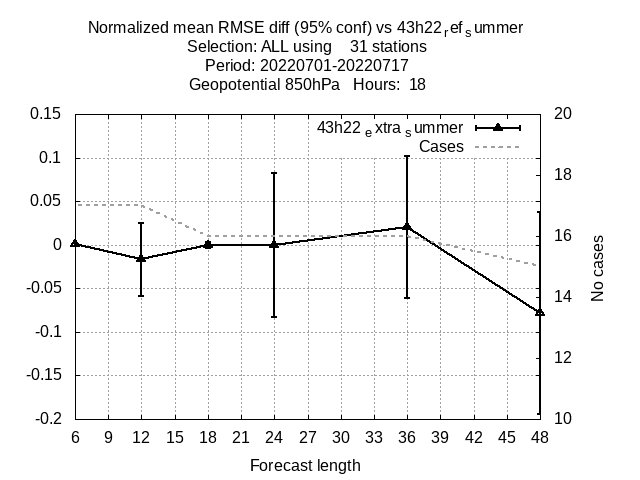 Normalized mean RMSE diff (95% conf) vs 43h22refsummer
Selection: ALL using 31 stations
Period: 20220701-20220717
Geopotential 850hPa Hours: 18
43h22extrasummer
Cases
0.15
0.1
0.05
0
-0.05
-0.1
-0.15
-0.2
20
18
16
14
12
10
No cases
6 9 12 15 18 21 24 27 30 33 36 39 42 45 48
Forecast length